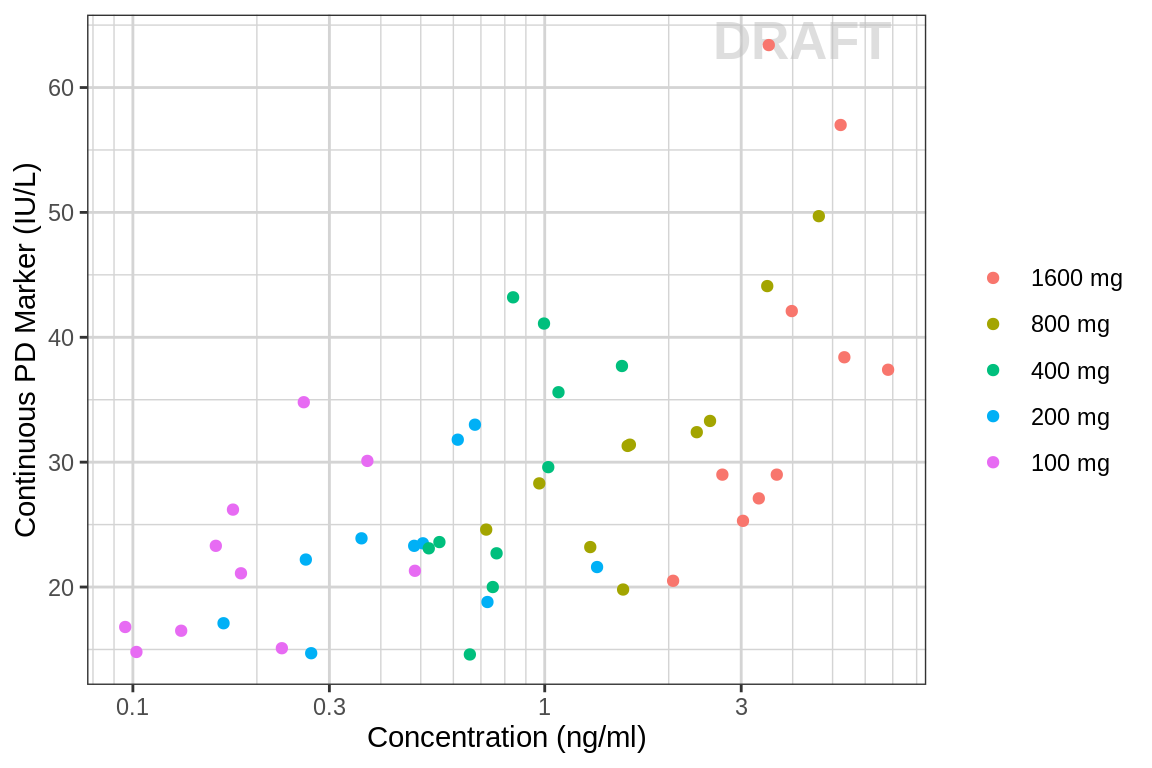 DRAFT
60
50
40
30
20
Continuous PD Marker (IU/L)
0.1 0.3 1 3
Concentration (ng/ml)
1600 mg
800 mg
400 mg
200 mg
100 mg